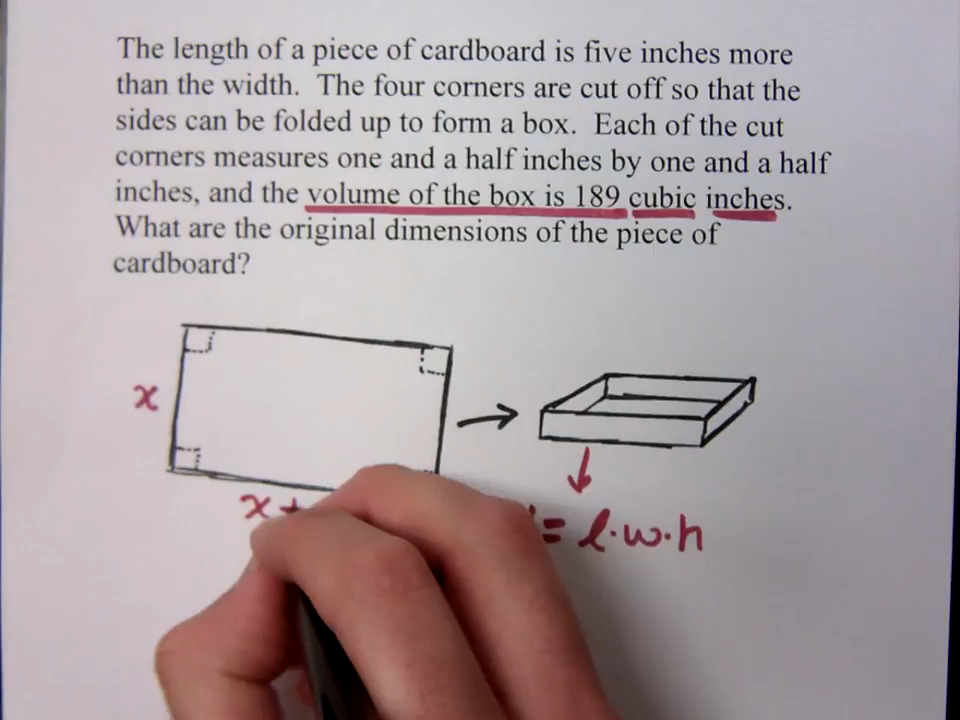 The length of a piece of cardboard is five inches more
than the width. The four corners are cut off so that the
sides can be folded up to form a box. Each of the cut
corners measures one and a half inches by one and a half
inches, and the volume of the box is 189 cubic inches.
What are the original dimensions of the piece of
cardboard?
x
x+
= l·w·h